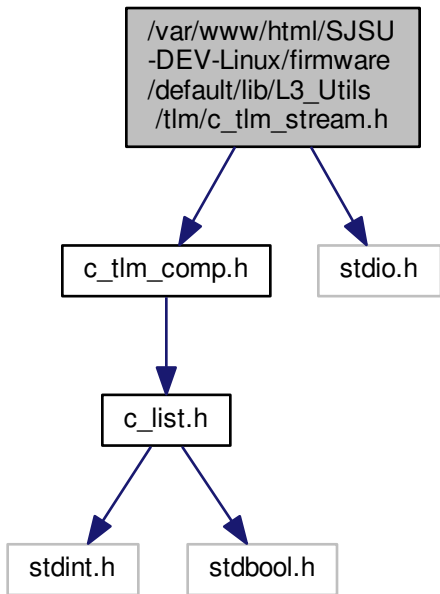 /var/www/html/SJSU
-DEV-Linux/firmware
/default/lib/L3_Utils
/tlm/c_tlm_stream.h
c_tlm_comp.h
stdio.h
c_list.h
stdint.h
stdbool.h